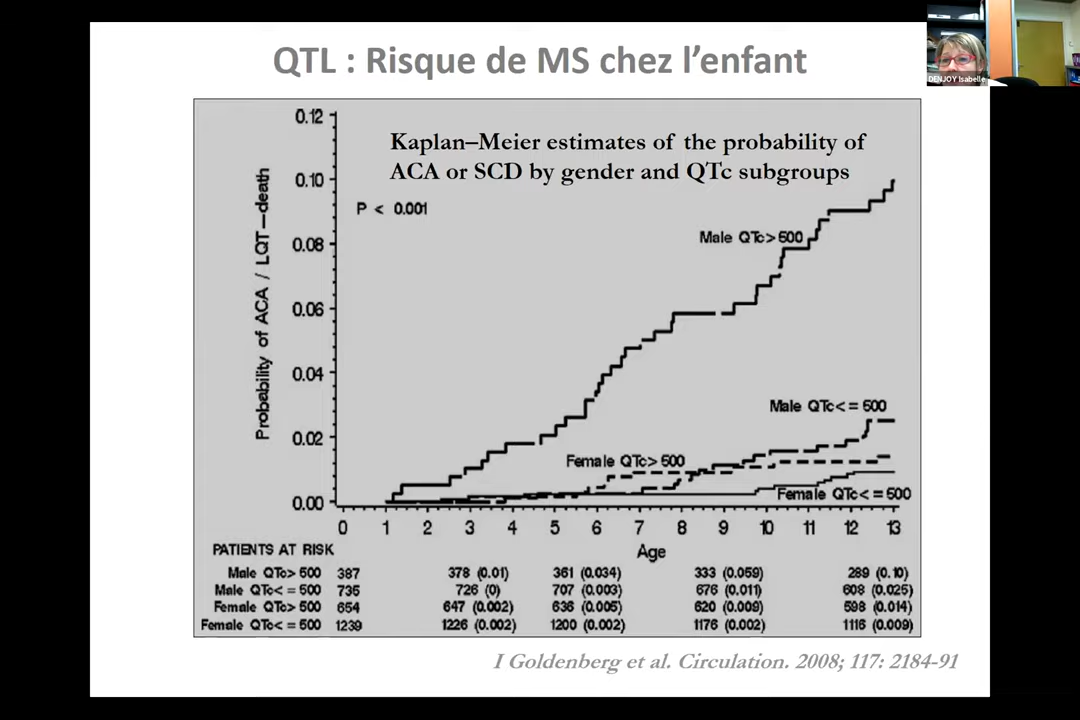 QTL : Risque de MS chez l’enfant
DENJOY Isabelle
Kaplan–Meier estimates of the probability of
ACA or SCD by gender and QTc subgroups
P < 0.001
Probability of ACA / LQT–death
0.12
0.10
0.08
0.06
0.04
0.02
0.00
Male QTc>500
Male QTc<=500
Female QTc>500
Female QTc<=500
0 1 2 3 4 5 6 7 8 9 10 11 12 13
Age
PATIENTS AT RISK
Male QTc> 500 387 378 (0.01) 361 (0.034) 333 (0.059) 289 (0.10)
Male QTc<= 500 735 726 (0) 707 (0.003) 676 (0.011) 608 (0.025)
Female QTc> 500 654 647 (0.002) 636 (0.005) 620 (0.009) 598 (0.014)
Female QTc<= 500 1239 1226 (0.002) 1200 (0.002) 1176 (0.002) 1116 (0.009)
I Goldenberg et al. Circulation. 2008; 117: 2184-91